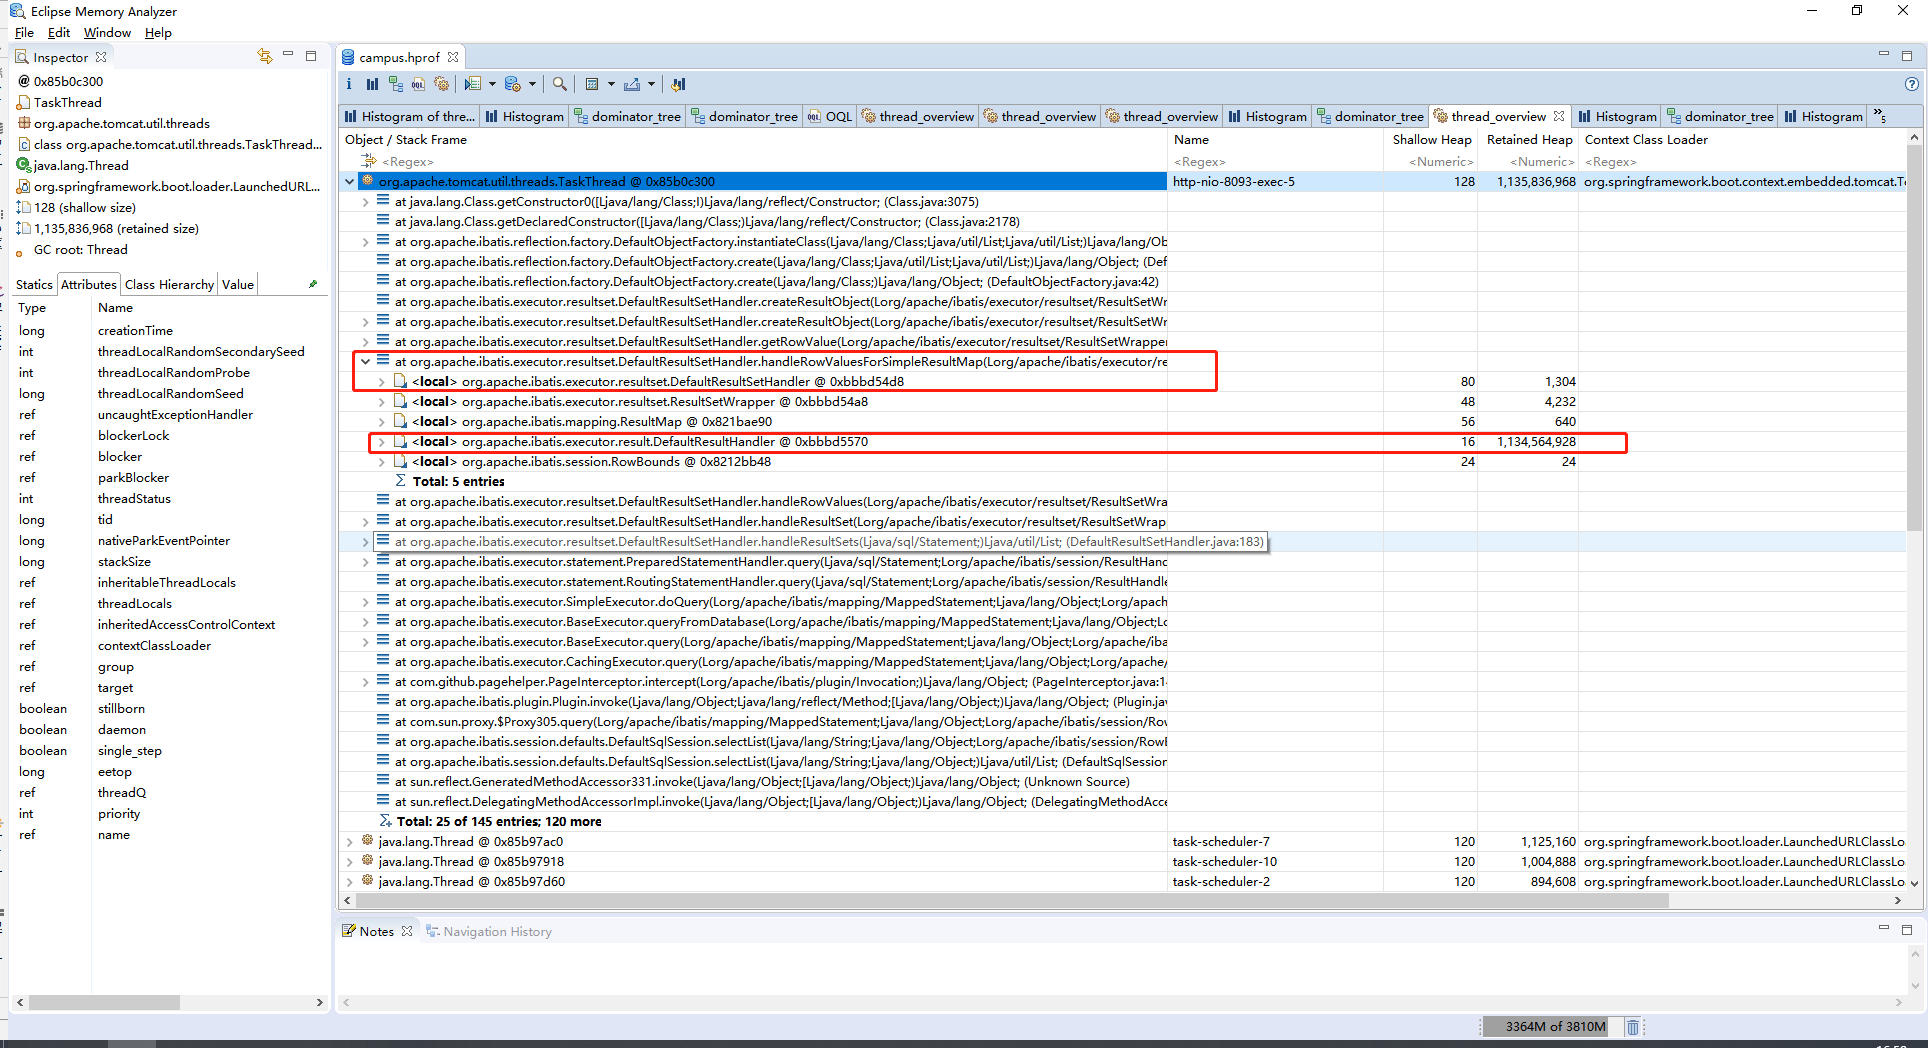 Eclipse Memory Analyzer
File Edit Window Help
Inspector
@ 0x85b0c300
TaskThread
org.apache.tomcat.util.threads
class org.apache.tomcat.util.threads.TaskThread...
java.lang.Thread
org.springframework.boot.loader.LaunchedURL...
128 (shallow size)
1,135,836,968 (retained size)
GC root: Thread
Statics Attributes Class Hierarchy Value
Type Name
long creationTime
int threadLocalRandomSecondarySeed
int threadLocalRandomProbe
long threadLocalRandomSeed
ref uncaughtExceptionHandler
ref blockerLock
ref blocker
ref parkBlocker
int threadStatus
long tid
long nativeParkEventPointer
long stackSize
ref inheritableThreadLocals
ref threadLocals
ref inheritedAccessControlContext
ref contextClassLoader
ref group
ref target
boolean stillborn
boolean daemon
boolean single_step
long eetop
ref threadQ
int priority
ref name
campus.hprof
Histogram of thre... Histogram dominator_tree dominator_tree OQL thread_overview thread_overview thread_overview Histogram dominator_tree thread_overview Histogram dominator_tree Histogram »5
Object / Stack Frame Name Shallow Heap Retained Heap Context Class Loader
<Regex> <Regex> <Numeric> <Numeric> <Regex>
org.apache.tomcat.util.threads.TaskThread @ 0x85b0c300 http-nio-8093-exec-5 128 1,135,836,968 org.springframework.boot.context.embedded.tomcat.T
at java.lang.Class.getConstructor0([Ljava/lang/Class;I)Ljava/lang/reflect/Constructor; (Class.java:3075)
at java.lang.Class.getDeclaredConstructor([Ljava/lang/Class;)Ljava/lang/reflect/Constructor; (Class.java:2178)
at org.apache.ibatis.reflection.factory.DefaultObjectFactory.instantiateClass(Ljava/lang/Class;Ljava/util/List;Ljava/util/List;)Ljava/lang/Ob
at org.apache.ibatis.reflection.factory.DefaultObjectFactory.create(Ljava/lang/Class;Ljava/util/List;Ljava/util/List;)Ljava/lang/Object; (Def
at org.apache.ibatis.reflection.factory.DefaultObjectFactory.create(Ljava/lang/Class;)Ljava/lang/Object; (DefaultObjectFactory.java:42)
at org.apache.ibatis.executor.resultset.DefaultResultSetHandler.createResultObject(Lorg/apache/ibatis/executor/resultset/ResultSetWr
at org.apache.ibatis.executor.resultset.DefaultResultSetHandler.createResultObject(Lorg/apache/ibatis/executor/resultset/ResultSetWr
at org.apache.ibatis.executor.resultset.DefaultResultSetHandler.getRowValue(Lorg/apache/ibatis/executor/resultset/ResultSetWrapper
at org.apache.ibatis.executor.resultset.DefaultResultSetHandler.handleRowValuesForSimpleResultMap(Lorg/apache/ibatis/executor/re
<local> org.apache.ibatis.executor.resultset.DefaultResultSetHandler @ 0xbbbd54d8 80 1,304
<local> org.apache.ibatis.executor.resultset.ResultSetWrapper @ 0xbbbd54a8 48 4,232
<local> org.apache.ibatis.mapping.ResultMap @ 0x821bae90 56 640
<local> org.apache.ibatis.executor.result.DefaultResultHandler @ 0xbbbd5570 16 1,134,564,928
<local> org.apache.ibatis.session.RowBounds @ 0x8212bb48 24 24
Total: 5 entries
at org.apache.ibatis.executor.resultset.DefaultResultSetHandler.handleRowValues(Lorg/apache/ibatis/executor/resultset/ResultSetWra
at org.apache.ibatis.executor.resultset.DefaultResultSetHandler.handleResultSet(Lorg/apache/ibatis/executor/resultset/ResultSetWrap
at org.apache.ibatis.executor.resultset.DefaultResultSetHandler.handleResultSets(Ljava/sql/Statement;)Ljava/util/List; (DefaultResultSetHandler.java:183)
at org.apache.ibatis.executor.statement.PreparedStatementHandler.query(Ljava/sql/Statement;Lorg/apache/ibatis/session/ResultHand
at org.apache.ibatis.executor.statement.RoutingStatementHandler.query(Ljava/sql/Statement;Lorg/apache/ibatis/session/ResultHandle
at org.apache.ibatis.executor.SimpleExecutor.doQuery(Lorg/apache/ibatis/mapping/MappedStatement;Ljava/lang/Object;Lorg/apach
at org.apache.ibatis.executor.BaseExecutor.queryFromDatabase(Lorg/apache/ibatis/mapping/MappedStatement;Ljava/lang/Object;Lo
at org.apache.ibatis.executor.BaseExecutor.query(Lorg/apache/ibatis/mapping/MappedStatement;Ljava/lang/Object;Lorg/apache/iba
at org.apache.ibatis.executor.CachingExecutor.query(Lorg/apache/ibatis/mapping/MappedStatement;Ljava/lang/Object;Lorg/apache/
at com.github.pagehelper.PageInterceptor.intercept(Lorg/apache/ibatis/plugin/Invocation;)Ljava/lang/Object; (PageInterceptor.java:1
at org.apache.ibatis.plugin.Plugin.invoke(Ljava/lang/Object;Ljava/lang/reflect/Method;[Ljava/lang/Object;)Ljava/lang/Object; (Plugin.jav
at com.sun.proxy.$Proxy305.query(Lorg/apache/ibatis/mapping/MappedStatement;Ljava/lang/Object;Lorg/apache/ibatis/session/Row
at org.apache.ibatis.session.defaults.DefaultSqlSession.selectList(Ljava/lang/String;Ljava/lang/Object;Lorg/apache/ibatis/session/RowB
at org.apache.ibatis.session.defaults.DefaultSqlSession.selectList(Ljava/lang/String;Ljava/lang/Object;)Ljava/util/List; (DefaultSqlSession
at sun.reflect.GeneratedMethodAccessor331.invoke(Ljava/lang/Object;[Ljava/lang/Object;)Ljava/lang/Object; (Unknown Source)
at sun.reflect.DelegatingMethodAccessorImpl.invoke(Ljava/lang/Object;[Ljava/lang/Object;)Ljava/lang/Object; (DelegatingMethodAcce
Total: 25 of 145 entries; 120 more
java.lang.Thread @ 0x85b97ac0 task-scheduler-7 120 1,125,160 org.springframework.boot.loader.LaunchedURLClassLo
java.lang.Thread @ 0x85b97918 task-scheduler-10 120 1,004,888 org.springframework.boot.loader.LaunchedURLClassLo
java.lang.Thread @ 0x85b97d60 task-scheduler-2 120 894,608 org.springframework.boot.loader.LaunchedURLClassLo
Notes Navigation History
3364M of 3810M